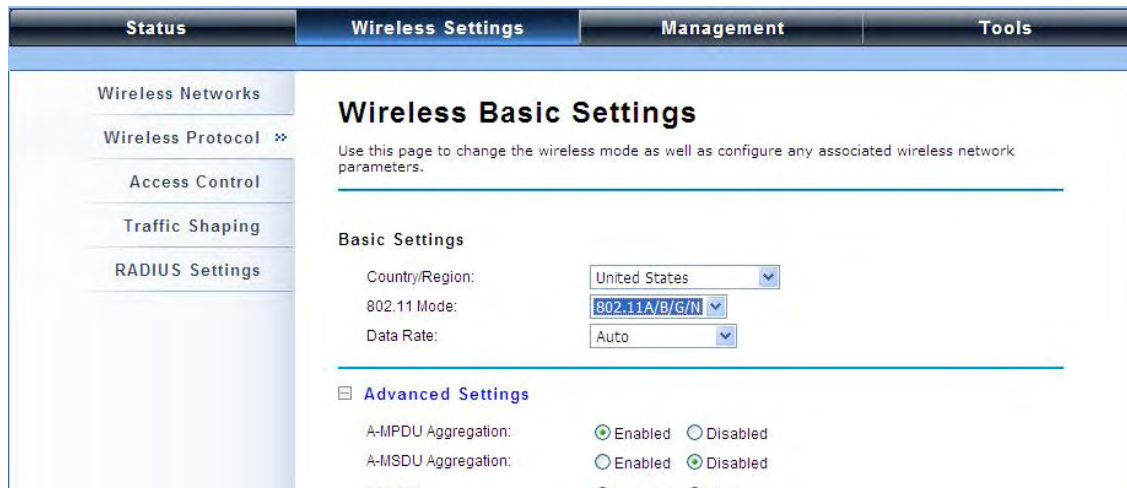 Status Wireless Settings Management Tools
Wireless Networks
Wireless Protocol »
Access Control
Traffic Shaping
RADIUS Settings
Wireless Basic Settings
Use this page to change the wireless mode as well as configure any associated wireless network
parameters.
Basic Settings
Country/Region: United States
802.11 Mode: 802.11A/B/G/N
Data Rate: Auto
Advanced Settings
A-MPDU Aggregation: Enabled Disabled
A-MSDU Aggregation: Enabled Disabled